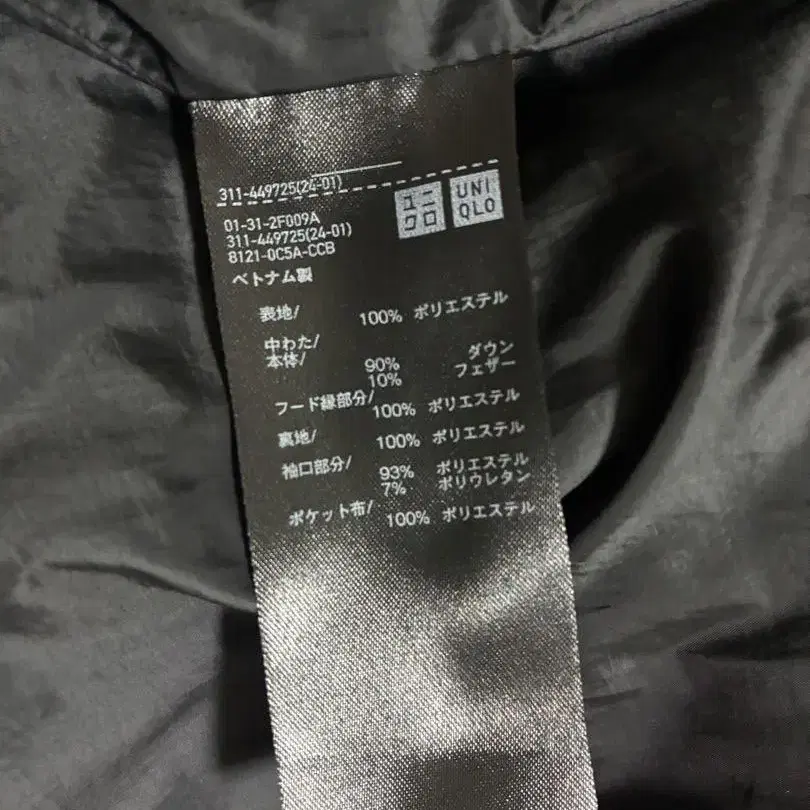 311-449725(24-01)
ユニ
クロ
UNI
QLO
01-31-2F009A
311-449725(24-01)
8121-0C5A-CCB
ベトナム製
表地/ 100% ポリエステル
中わた/
本体/ 90% ダウン
10% フェザー
フード縁部分/ 100% ポリエステル
裏地/ 100% ポリエステル
袖口部分/ 93% ポリエステル
7% ポリウレタン
ポケット布/ 100% ポリエステル